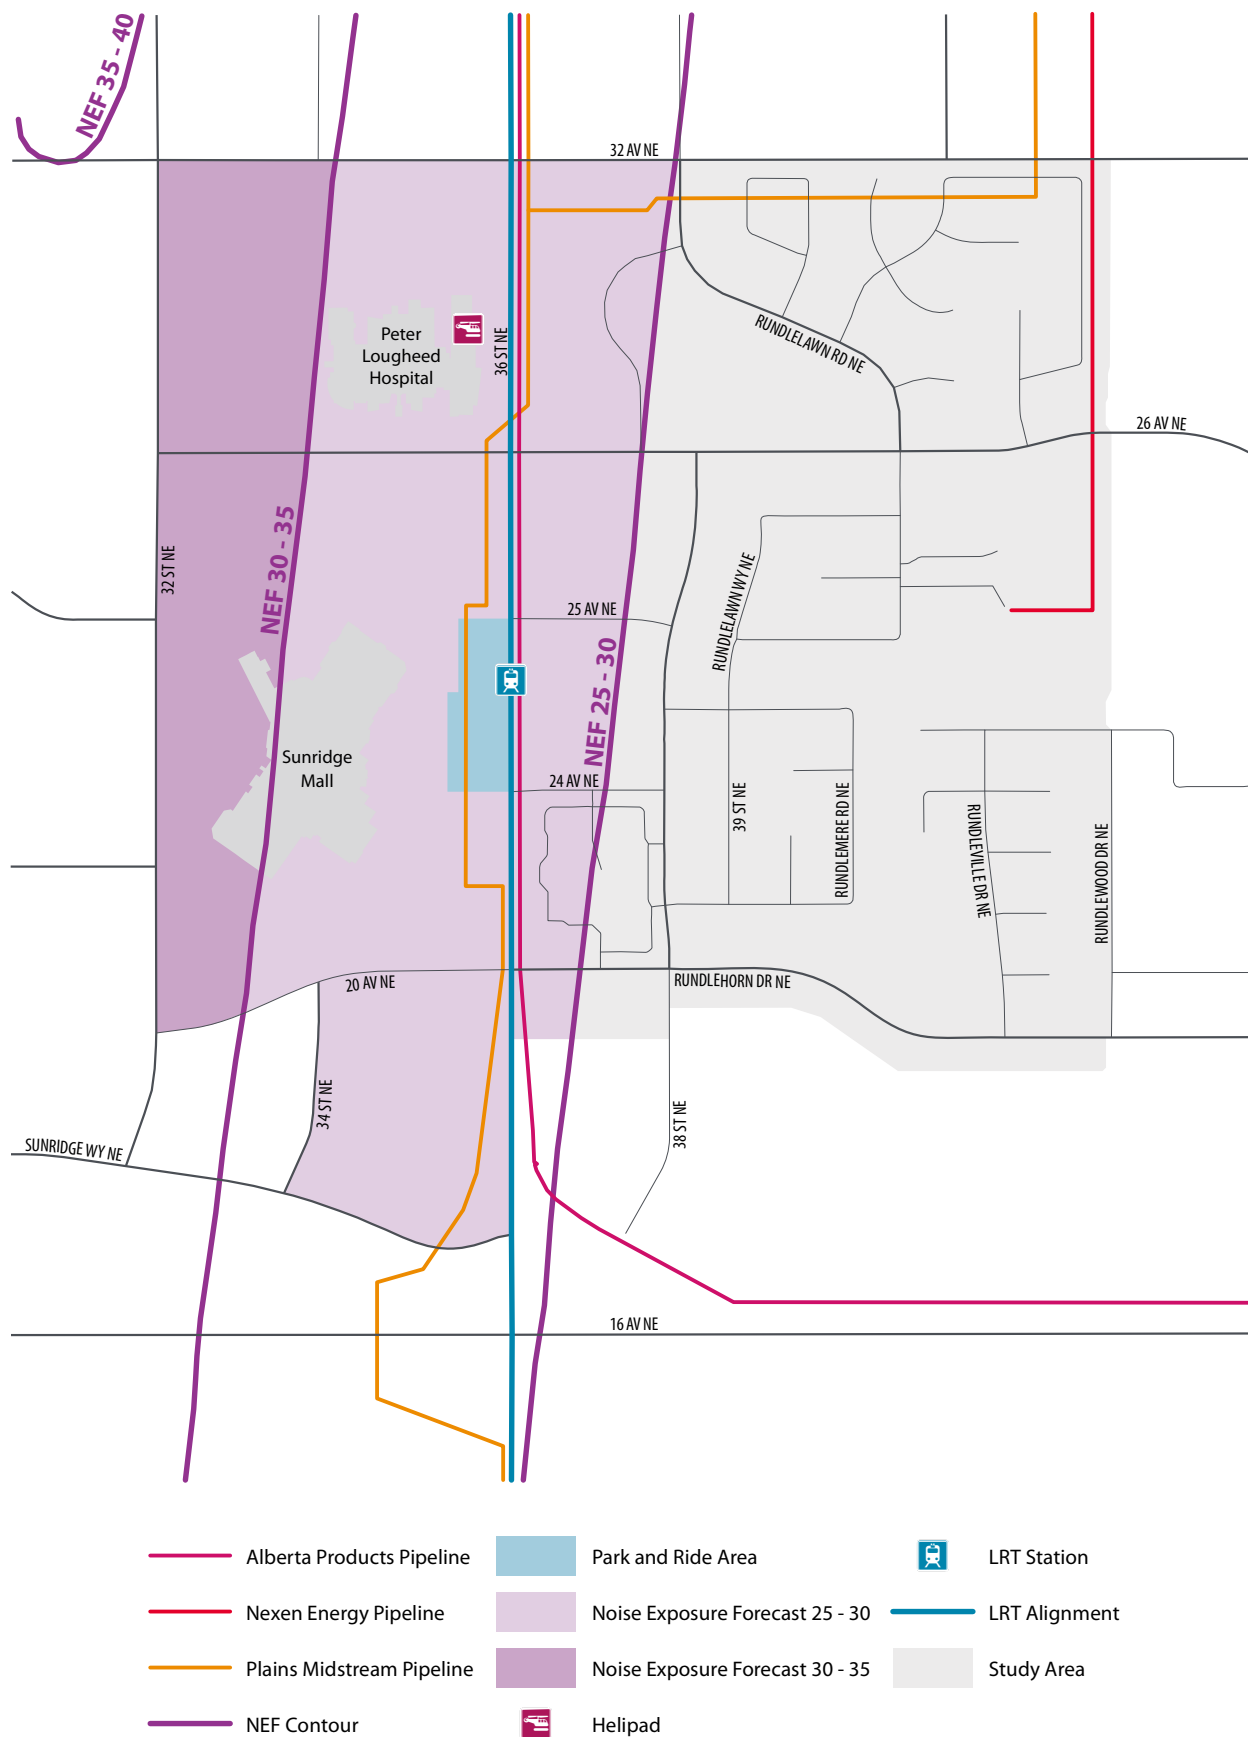 NEF 35 - 40
32 AV NE
Peter
Lougheed
Hospital
36 ST NE
RUNDLELAWN RD NE
26 AV NE
NEF 30 - 35
32 ST NE
25 AV NE
RUNDLELAWN WY NE
NEF 25 - 30
Sunridge
Mall
24 AV NE
39 ST NE
RUNDLEMERE RD NE
RUNDLEVILLE DR NE
RUNDLEWOOD DR NE
20 AV NE
RUNDLEHORN DR NE
34 ST NE
38 ST NE
SUNRIDGE WY NE
16 AV NE
Alberta Products Pipeline
Park and Ride Area
LRT Station
Nexen Energy Pipeline
Noise Exposure Forecast 25 - 30
LRT Alignment
Plains Midstream Pipeline
Noise Exposure Forecast 30 - 35
Study Area
NEF Contour
Helipad